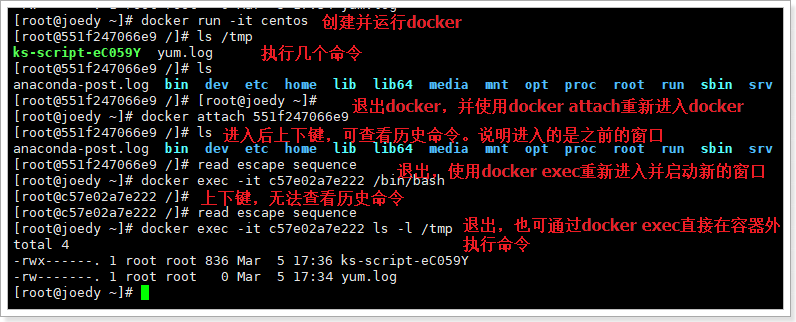 [root@joedy ~]# docker run -it centos 创建并运行docker
[root@551f247066e9 /]# ls /tmp
ks-script-eC059Y yum.log 执行几个命令
[root@551f247066e9 /]# ls
anaconda-post.log bin dev etc home lib lib64 media mnt opt proc root run sbin srv
[root@551f247066e9 /]# [root@joedy ~]# 退出docker，并使用docker attach重新进入docker
[root@joedy ~]# docker attach 551f247066e9
[root@551f247066e9 /]# ls 进入后上下键，可查看历史命令。说明进入的是之前的窗口
anaconda-post.log bin dev etc home lib lib64 media mnt opt proc root run sbin srv
[root@551f247066e9 /]# read escape sequence 退出，使用docker exec重新进入并启动新的窗口
[root@joedy ~]# docker exec -it c57e02a7e222 /bin/bash
[root@c57e02a7e222 /]# 上下键，无法查看历史命令
[root@c57e02a7e222 /]# read escape sequence
[root@joedy ~]# docker exec -it c57e02a7e222 ls -l /tmp 退出，也可通过docker exec直接在容器外
total 4 执行命令
-rwx------. 1 root root 836 Mar 5 17:36 ks-script-eC059Y
-rw-------. 1 root root 0 Mar 5 17:34 yum.log
[root@joedy ~]#